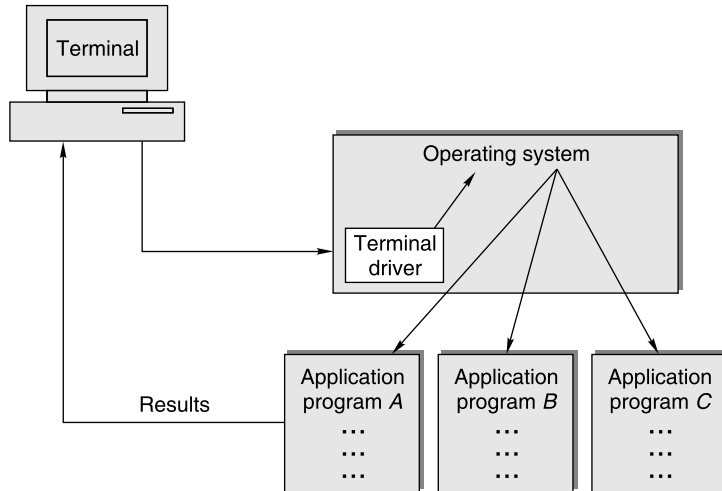 Terminal
Operating system
Terminal
driver
Application
program A
...
...
...
Application
program B
...
...
...
Application
program C
...
...
...
Results